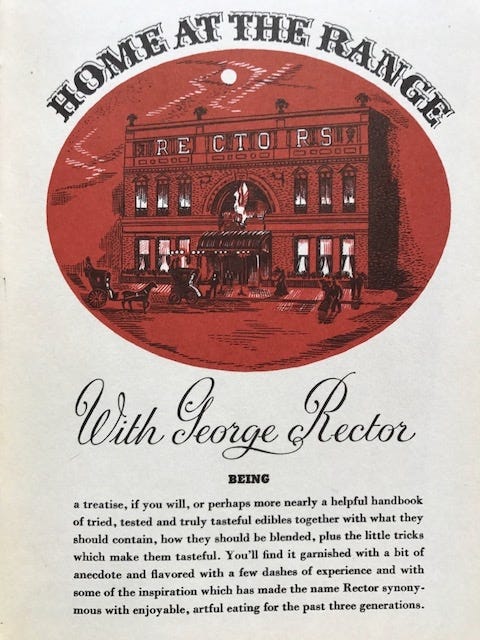 HOME AT THE RANGE
RECTORS
With George Rector
BEING
a treatise, if you will, or perhaps more nearly a helpful handbook
of tried, tested and truly tasteful edibles together with what they
should contain, how they should be blended, plus the little tricks
which make them tasteful. You'll find it garnished with a bit of
anecdote and flavored with a few dashes of experience and with
some of the inspiration which has made the name Rector synony-
mous with enjoyable, artful eating for the past three generations.